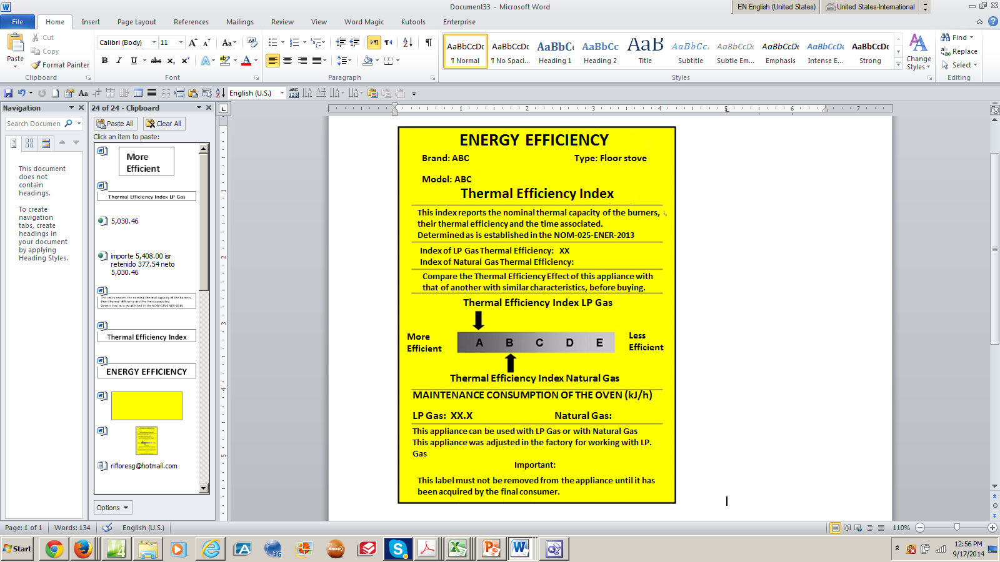 Document33 - Microsoft Word
EN English (United States)
United States-International
File
Home
Insert
Page Layout
References
Mailings
Review
View
Word Magic
Kutools
Enterprise
Paste
Cut
Copy
Format Painter
Clipboard
Calibri (Body)
11
Font
Paragraph
AaBbCcDc
¶ Normal
AaBbCcDc
¶ No Spaci...
AaBbC
Heading 1
AaBbCc
Heading 2
AaB
Title
AaBbCc.
Subtitle
AaBbCcDc
Subtle Em...
AaBbCcDc
Emphasis
AaBbCcDc
Intense E...
AaBbCcDc
Strong
Change
Styles
Styles
Find
Replace
Select
Editing
English (U.S.)
Navigation
Search Documen
This document
does not
contain
headings.
To create
navigation
tabs, create
headings in
your document
by applying
Heading Styles.
24 of 24 - Clipboard
Paste All
Clear All
Click an item to paste:
More
Efficient
Thermal Efficiency Index LP Gas
5,030.46
importe 5,408.00 isr
retenido 377.54 neto
5,030.46
This index reports the nominal thermal capacity of the burners,
their thermal efficiency and the time associated.
Determined as is established in the NOM-025-ENER-2013
Thermal Efficiency Index
ENERGY EFFICIENCY
rifloresg@hotmail.com
Options
ENERGY EFFICIENCY
Brand: ABC
Type: Floor stove
Model: ABC
Thermal Efficiency Index
This index reports the nominal thermal capacity of the burners,
their thermal efficiency and the time associated.
Determined as is established in the NOM-025-ENER-2013
Index of LP Gas Thermal Efficiency: XX
Index of Natural Gas Thermal Efficiency:
Compare the Thermal Efficiency Effect of this appliance with
that of another with similar characteristics, before buying.
Thermal Efficiency Index LP Gas
More
Efficient
A B C D E
Less
Efficient
Thermal Efficiency Index Natural Gas
MAINTENANCE CONSUMPTION OF THE OVEN (kJ/h)
LP Gas: XX.X
Natural Gas:
This appliance can be used with LP Gas or with Natural Gas
This appliance was adjusted in the factory for working with LP.
Gas
Important:
This label must not be removed from the appliance until it has
been acquired by the final consumer.
Page: 1 of 1
Words: 134
English (U.S.)
110%
Start
12:56 PM
9/17/2014